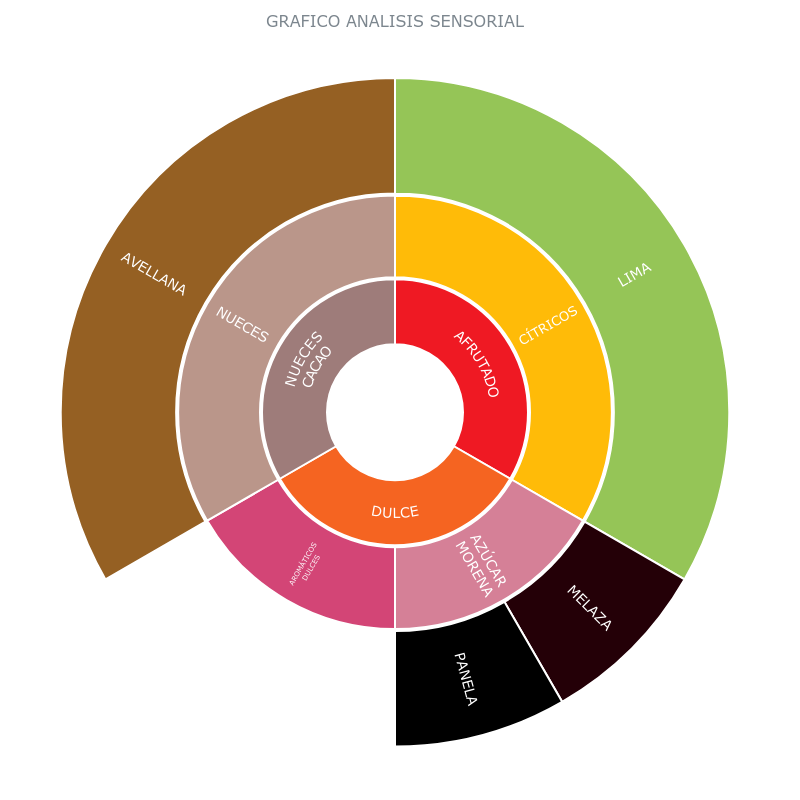 GRAFICO ANALISIS SENSORIAL
AVELLANA
NUECES
NUECES
CACAO
AFRUTADO
CÍTRICOS
LIMA
DULCE
AROMÁTICOS
DULCES
AZÚCAR
MORENA
MELAZA
PANELA